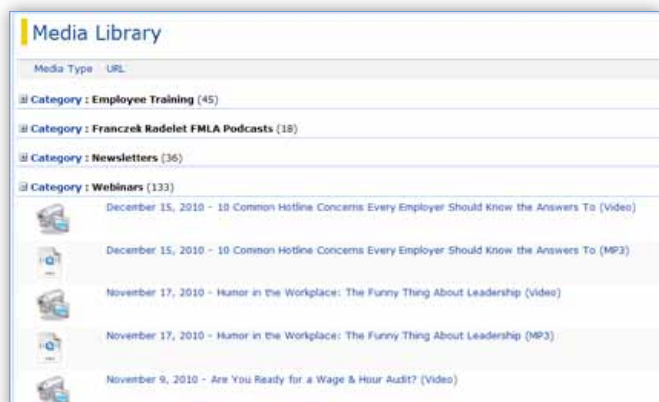 Media Library
Media Type URL
Category : Employee Training (45)
Category : Franczek Radelet FMLA Podcasts (18)
Category : Newsletters (36)
Category : Webinars (133)
December 15, 2010 - 10 Common Hotline Concerns Every Employer Should Know the Answers To (Video)
December 15, 2010 - 10 Common Hotline Concerns Every Employer Should Know the Answers To (MP3)
November 17, 2010 - Humor in the Workplace: The Funny Thing About Leadership (Video)
November 17, 2010 - Humor in the Workplace: The Funny Thing About Leadership (MP3)
November 9, 2010 - Are You Ready for a Wage & Hour Audit? (Video)